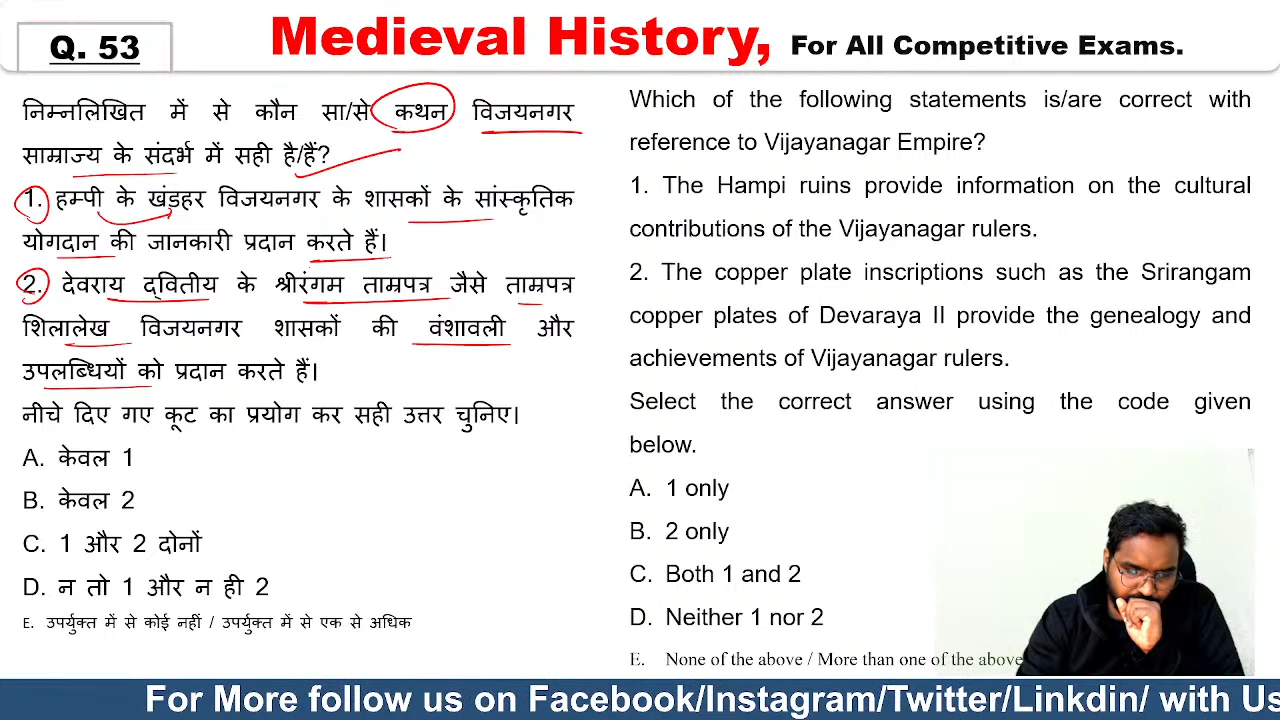 Q. 53
Medieval History, For All Competitive Exams.
निम्नलिखित में से कौन सा/से कथन विजयनगर
साम्राज्य के संदर्भ में सही है/हैं?
1. हम्पी के खंडहर विजयनगर के शासकों के सांस्कृतिक
योगदान की जानकारी प्रदान करते हैं।
2. देवराय द्वितीय के श्रीरंगम ताम्रपत्र जैसे ताम्रपत्र
शिलालेख विजयनगर शासकों की वंशावली और
उपलब्धियों को प्रदान करते हैं।
नीचे दिए गए कूट का प्रयोग कर सही उत्तर चुनिए।
A. केवल 1
B. केवल 2
C. 1 और 2 दोनों
D. न तो 1 और न ही 2
E. उपर्युक्त में से कोई नहीं / उपर्युक्त में से एक से अधिक
Which of the following statements is/are correct with
reference to Vijayanagar Empire?
1. The Hampi ruins provide information on the cultural
contributions of the Vijayanagar rulers.
2. The copper plate inscriptions such as the Srirangam
copper plates of Devaraya II provide the genealogy and
achievements of Vijayanagar rulers.
Select the correct answer using the code given
below.
A. 1 only
B. 2 only
C. Both 1 and 2
D. Neither 1 nor 2
E. None of the above / More than one of the above
For More follow us on Facebook/Instagram/Twitter/Linkdin/ with Us